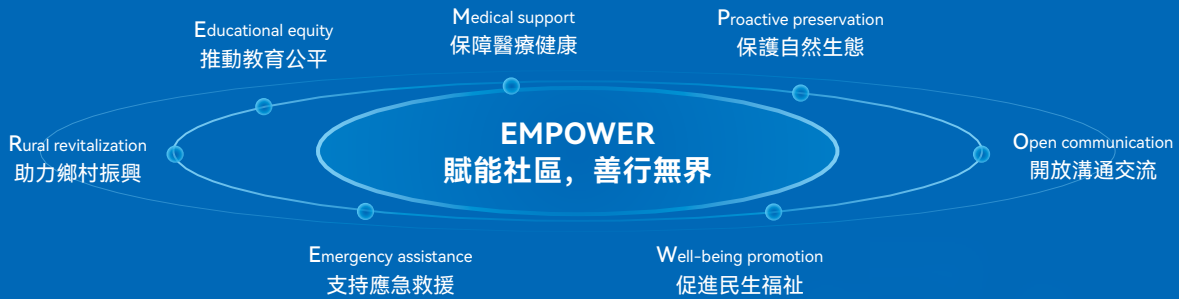 Educational equity
推動教育公平
Medical support
保障醫療健康
Proactive preservation
保護自然生態
Rural revitalization
助力鄉村振興
EMPOWER
賦能社區，善行無界
Open communication
開放溝通交流
Emergency assistance
支持應急救援
Well-being promotion
促進民生福祉